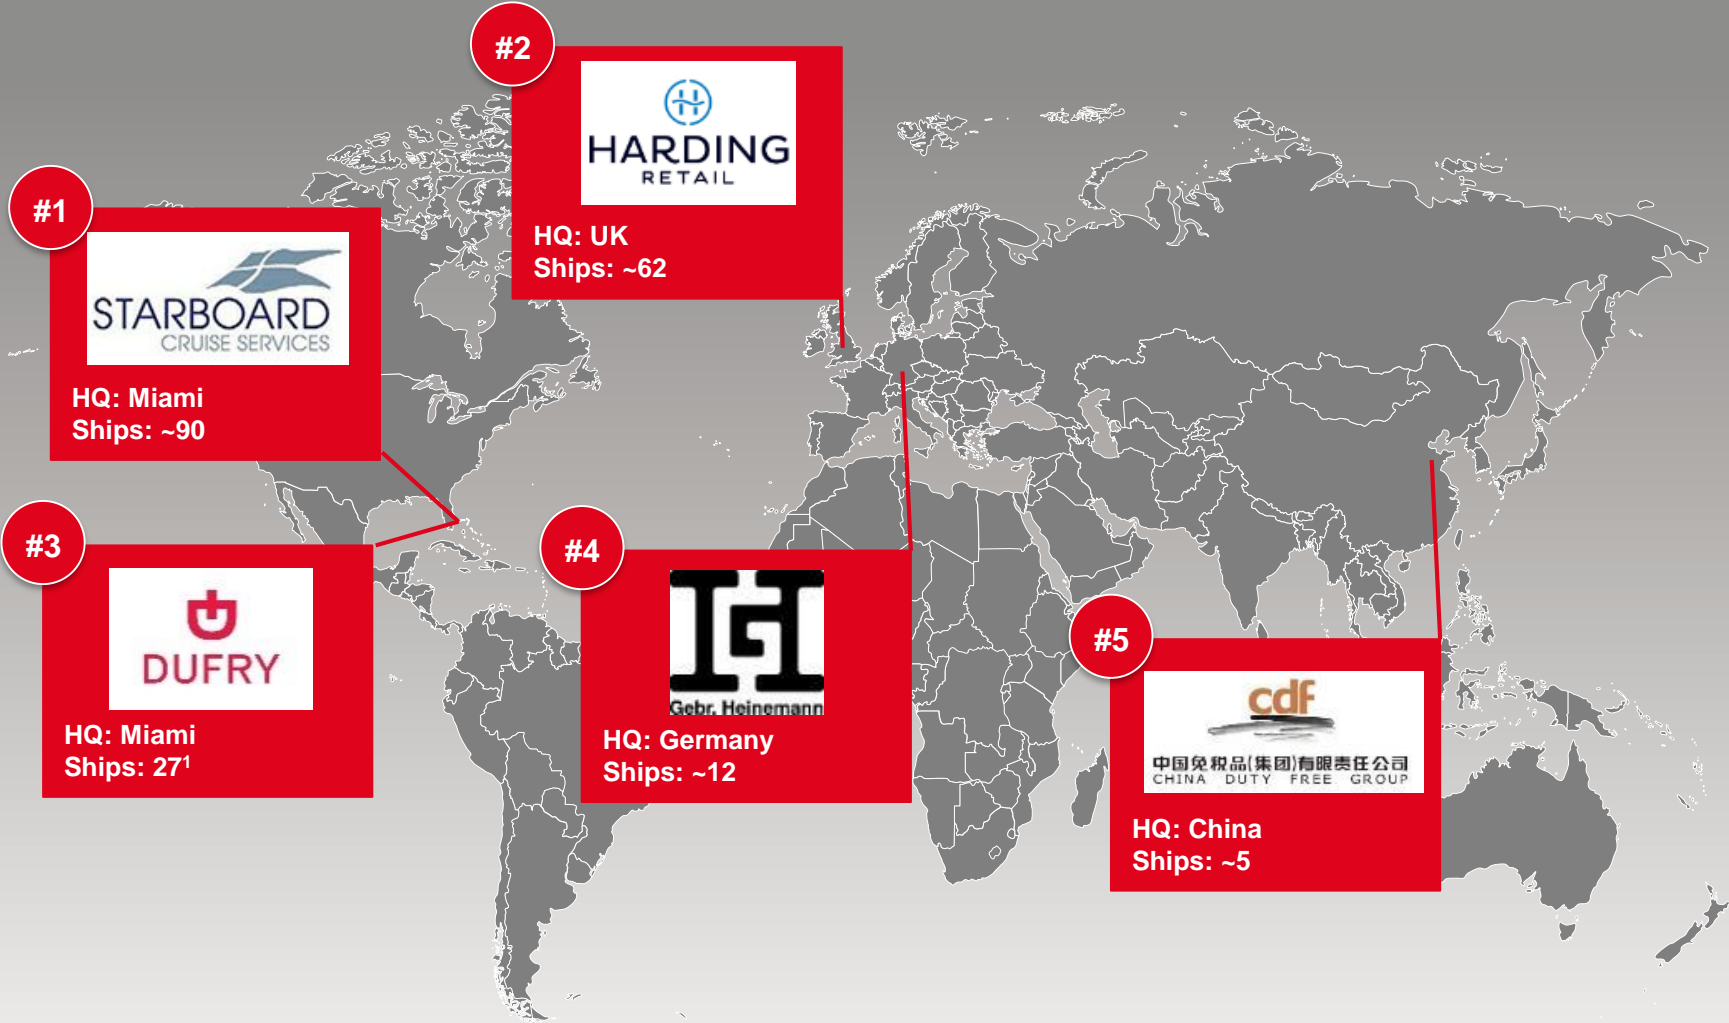 #1
STARBOARD
CRUISE SERVICES
HQ: Miami
Ships: ~90
#2
HARDING
RETAIL
HQ: UK
Ships: ~62
#3
DUFRY
HQ: Miami
Ships: 27¹
#4
Gebr. Heinemann
HQ: Germany
Ships: ~12
#5
cdf
中国免税品(集团)有限责任公司
CHINA DUTY FREE GROUP
HQ: China
Ships: ~5